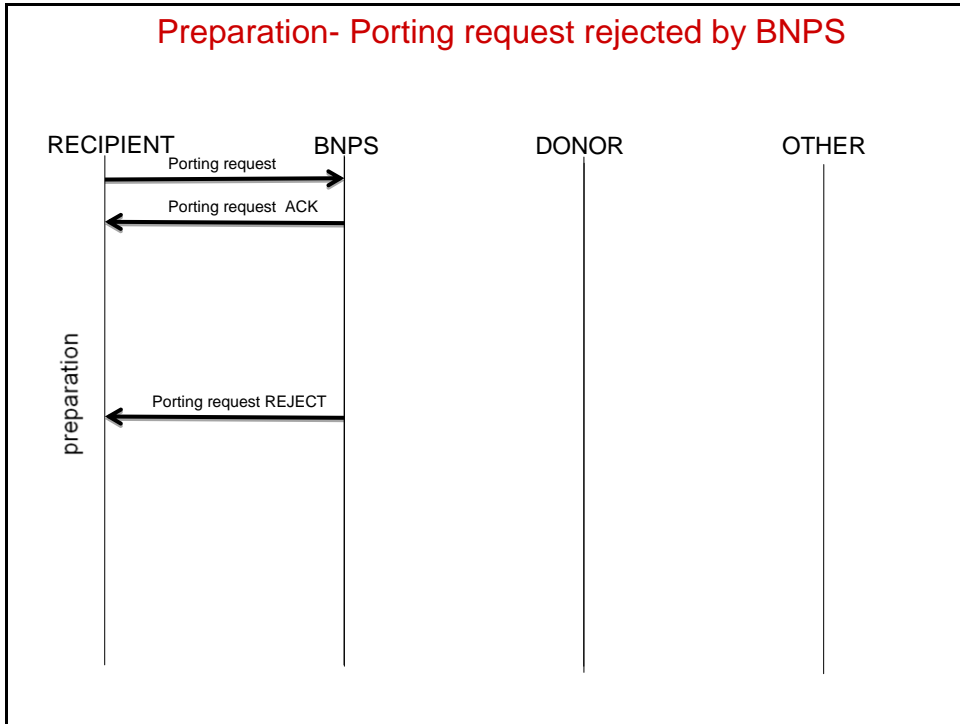 Preparation- Porting request rejected by BNPS
RECIPIENT BNPS DONOR OTHER
Porting request
Porting request ACK
preparation
Porting request REJECT